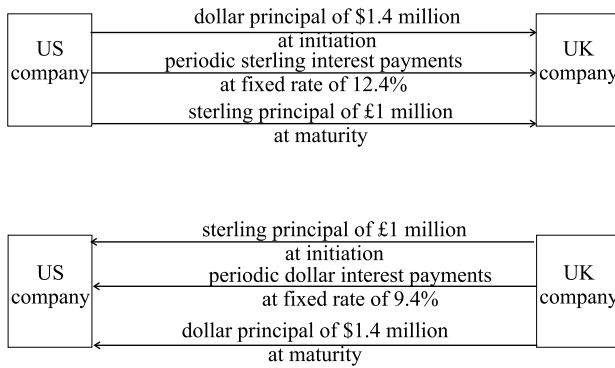 dollar principal of $1.4 million
at initiation
US
company
periodic sterling interest payments
at fixed rate of 12.4%
UK
company
sterling principal of £1 million
at maturity
sterling principal of £1 million
at initiation
US
company
periodic dollar interest payments
at fixed rate of 9.4%
UK
company
dollar principal of $1.4 million
at maturity